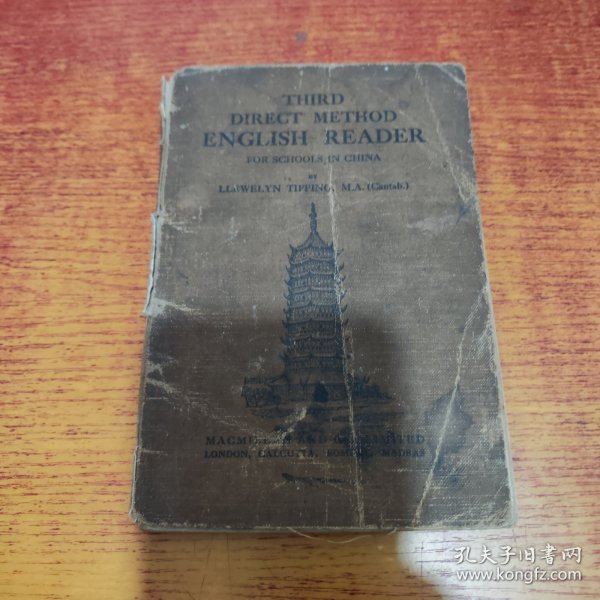 THIRD
DIRECT METHOD
ENGLISH READER
FOR SCHOOLS IN CHINA
BY
LLEWELYN TIPPING, M.A. (Cantab.)
MACMILLAN AND CO., LIMITED
LONDON, CALCUTTA, BOMBAY, MADRAS
孔夫子旧书网
www.kongfz.com